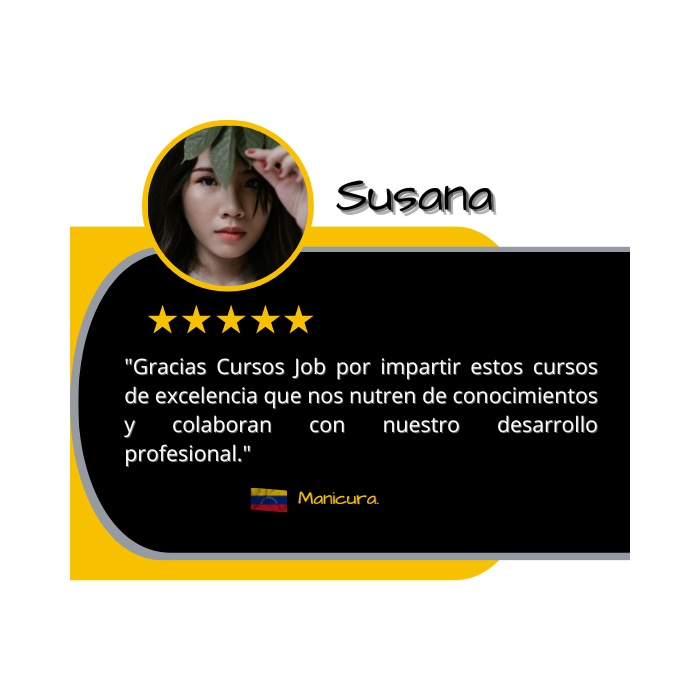 Susana
"Gracias Cursos Job por impartir estos cursos
de excelencia que nos nutren de conocimientos
y colaboran con nuestro desarrollo
profesional."
Manicura.